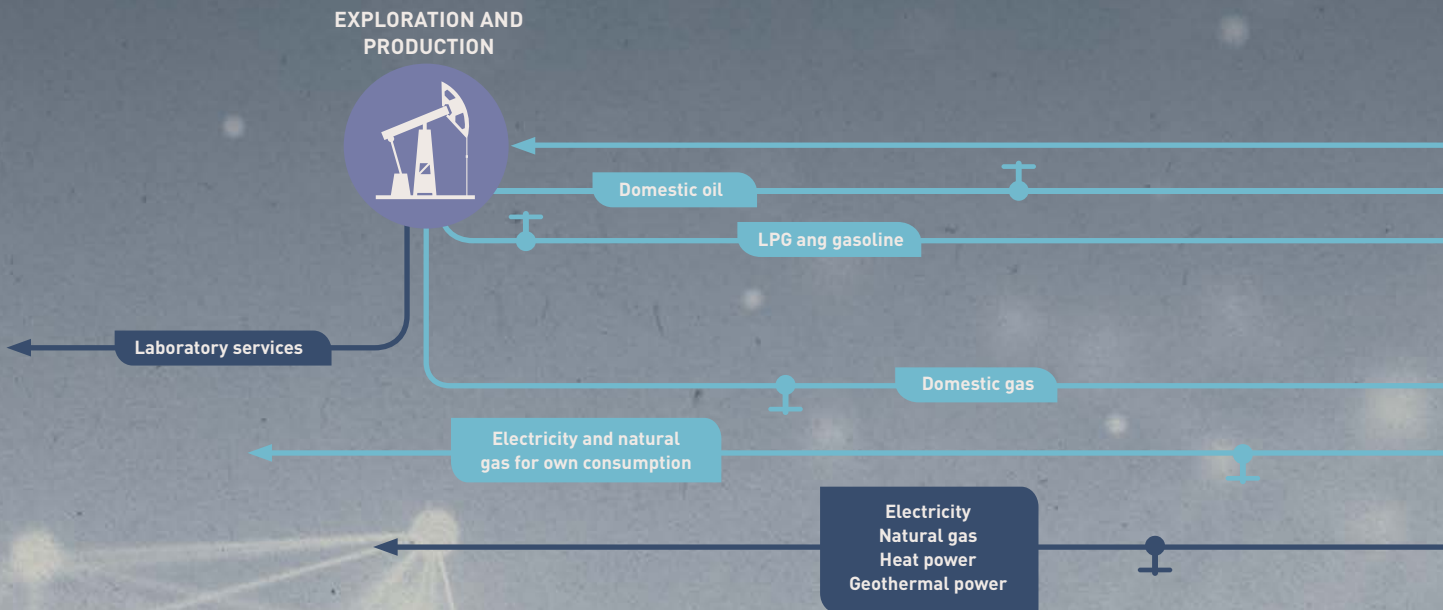 EXPLORATION AND
PRODUCTION
Domestic oil
LPG ang gasoline
Laboratory services
Domestic gas
Electricity and natural
gas for own consumption
Electricity
Natural gas
Heat power
Geothermal power